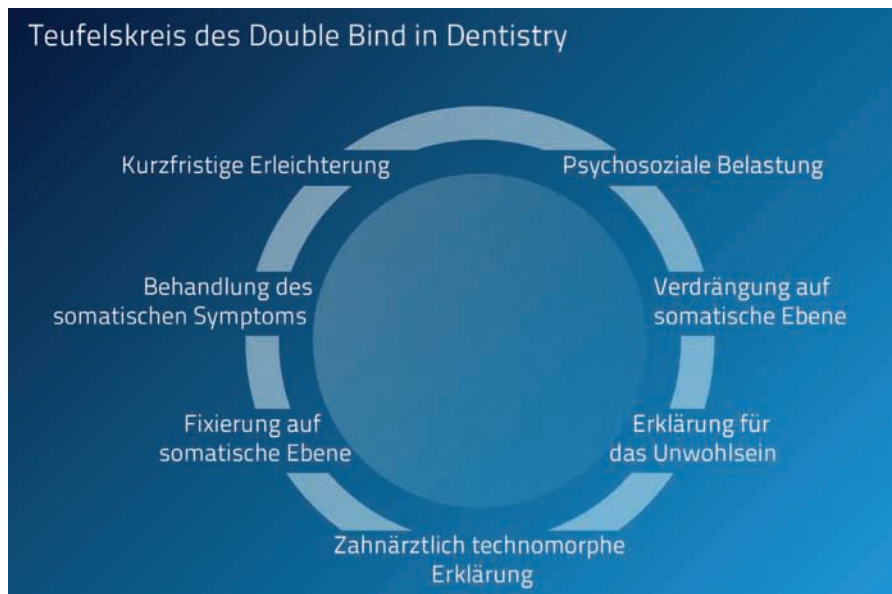 Teufelskreis des Double Bind in Dentistry
Kurzfristige Erleichterung
Psychosoziale Belastung
Behandlung des
somatischen Symptoms
Verdrängung auf
somatische Ebene
Fixierung auf
somatische Ebene
Erklärung für
das Unwohlsein
Zahnärztlich technomorphe
Erklärung